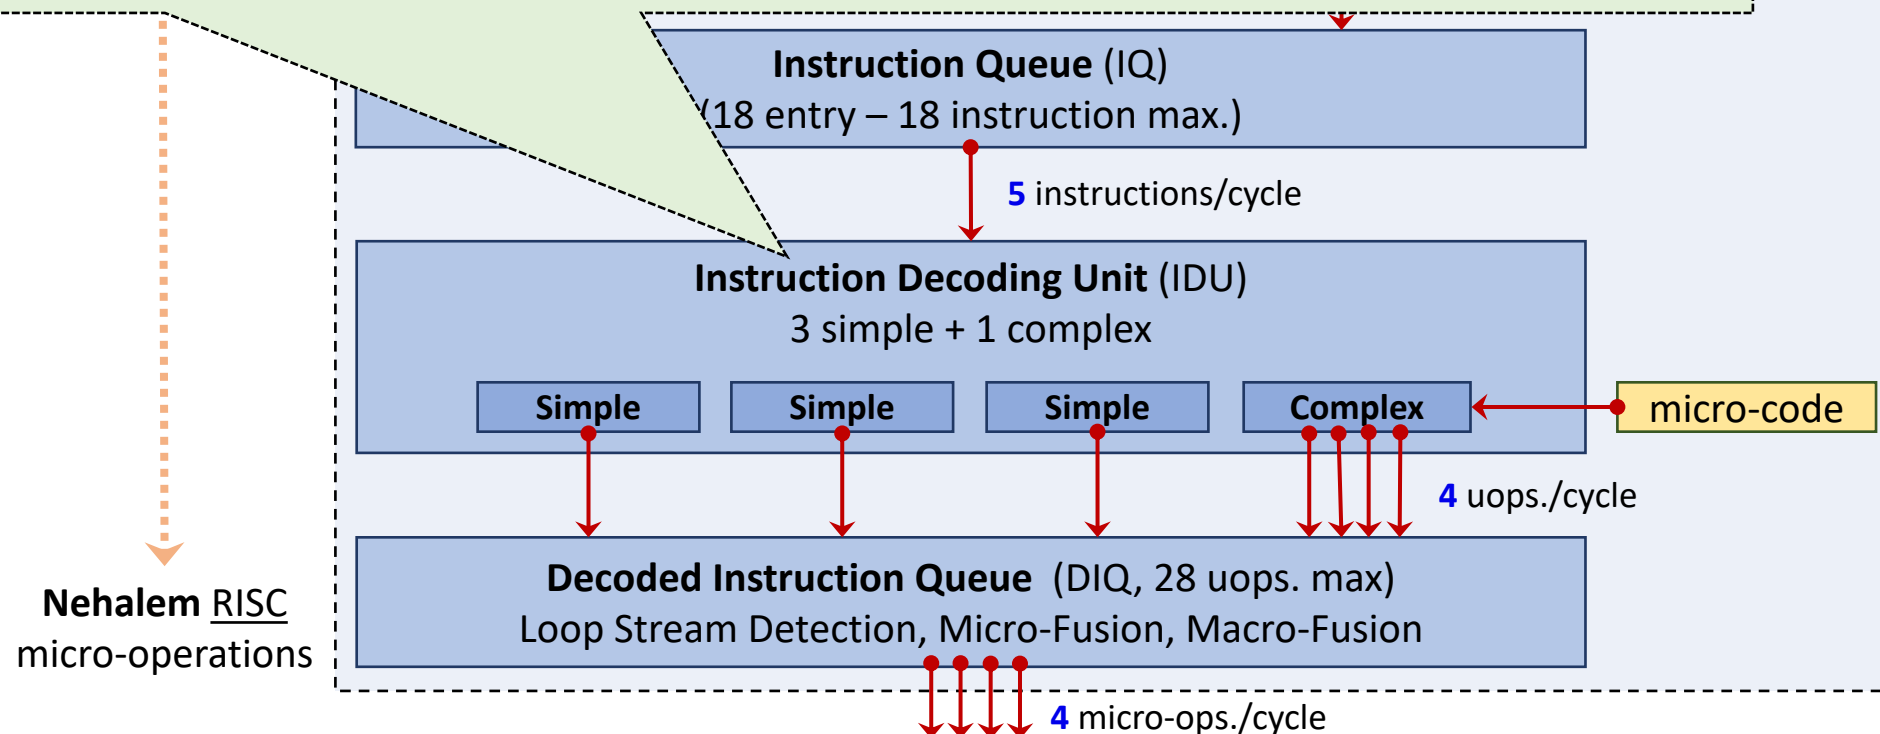 Instruction Queue (IQ)
(18 entry – 18 instruction max.)
5 instructions/cycle
Instruction Decoding Unit (IDU)
3 simple + 1 complex
Simple
Simple
Simple
Complex
micro-code
4 uops./cycle
Decoded Instruction Queue (DIQ, 28 uops. max)
Loop Stream Detection, Micro-Fusion, Macro-Fusion
Nehalem RISC
micro-operations
4 micro-ops./cycle